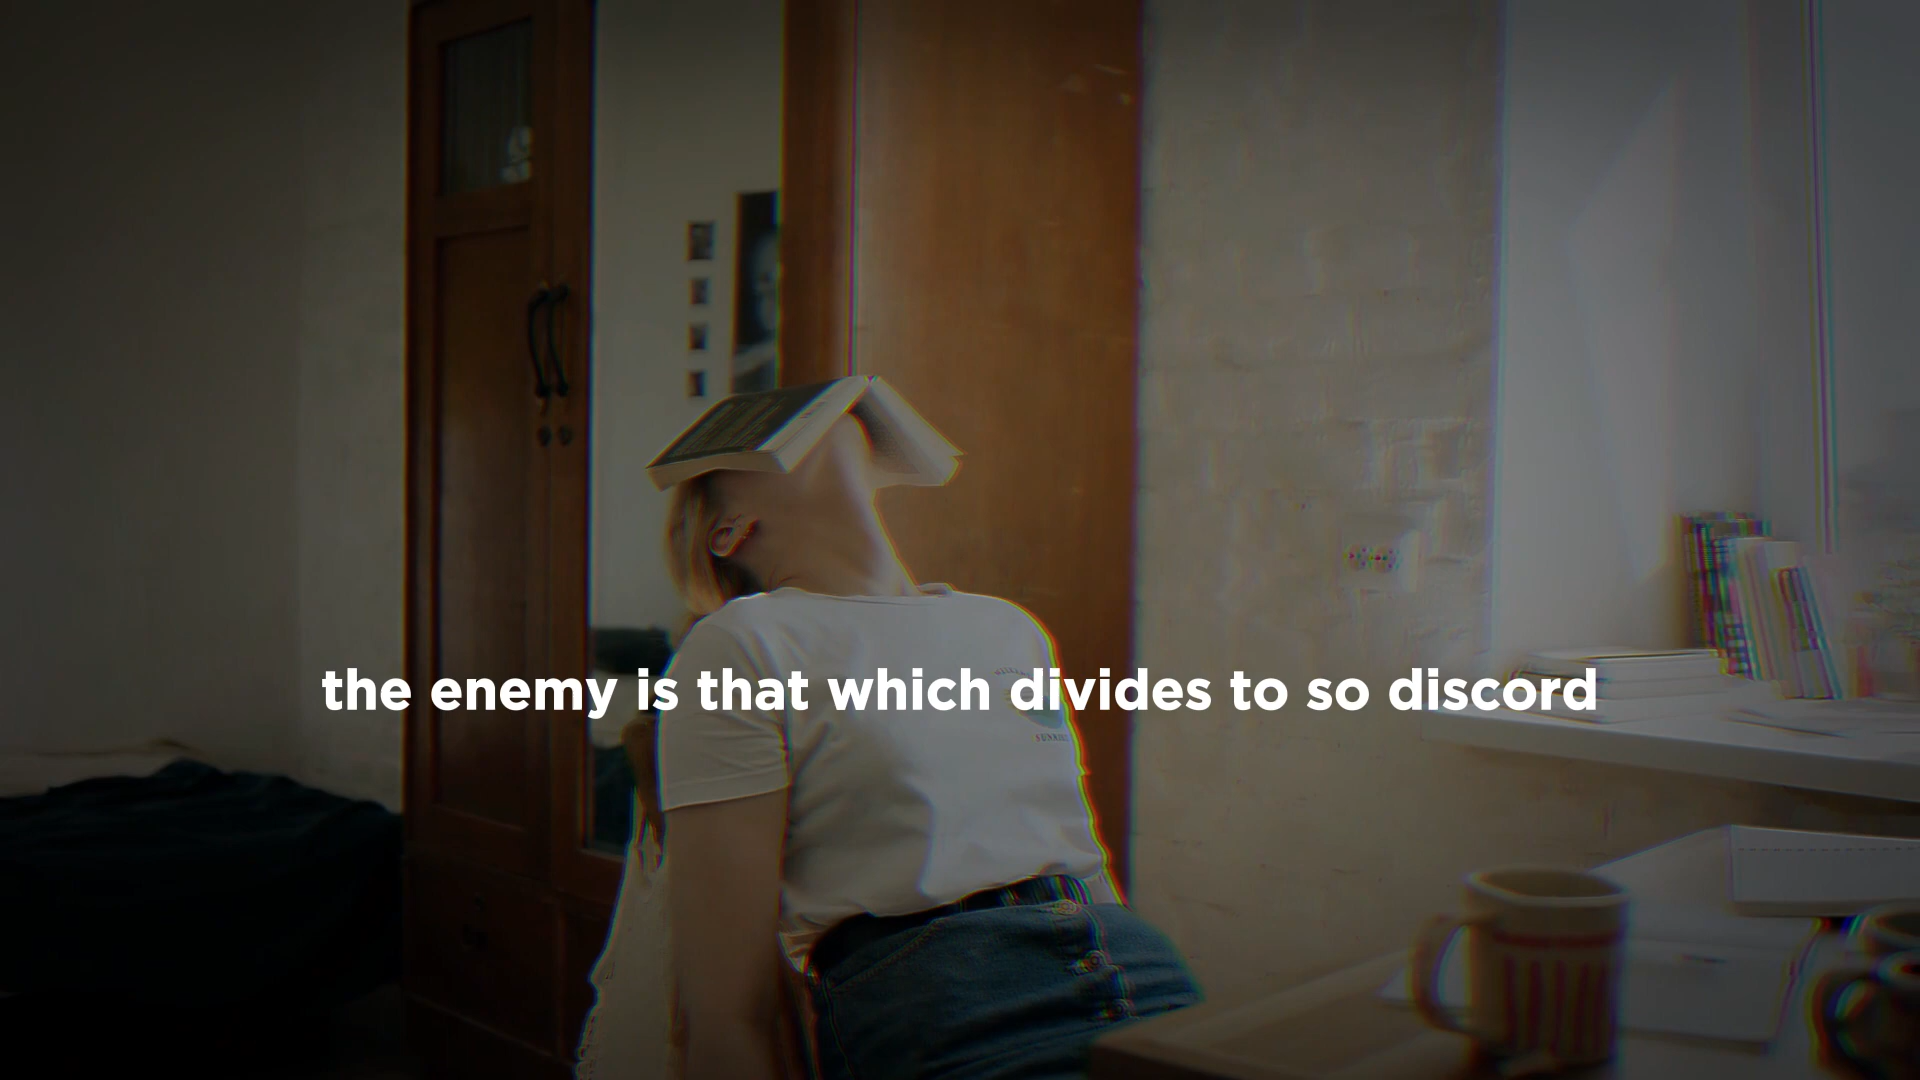 the enemy is that which divides to so discord